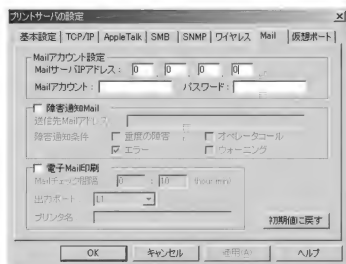 プリントサーバの設定
基本設定 TCP/IP AppleTalk SMB SNMP ワイヤレス Mail 仮想ポート
Mailアカウント設定
MailサーバIPアドレス： 0 0 0 0
Mailアカウント： パスワード：
障害通知Mail
送信先Mailアドレス
障害通知条件 重度の障害 オペレータコール
エラー ウォーニング
電子Mail印刷
Mailチェック間隔 0 : 10 (hour:min)
出力ポート L1
プリンタ名
初期値に戻す
OK キャンセル 適用(A) ヘルプ